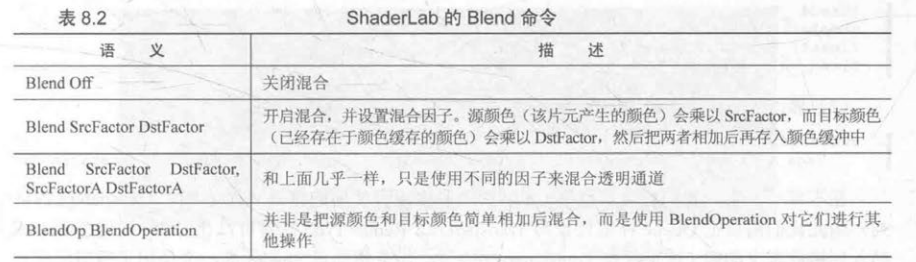 表 8.2 ShaderLab 的 Blend 命令
语 义 描 述
Blend Off 关闭混合
Blend SrcFactor DstFactor
开启混合，并设置混合因子。源颜色（该片元产生的颜色）会乘以 SrcFactor，而目标颜色
（已经存在于颜色缓存的颜色）会乘以 DstFactor，然后把两者相加后再存入颜色缓冲中
Blend SrcFactor DstFactor,
SrcFactorA DstFactorA
和上面几乎一样，只是使用不同的因子来混合透明通道
BlendOp BlendOperation
并非是把源颜色和目标颜色简单相加后混合，而是使用 BlendOperation 对它们进行其
他操作